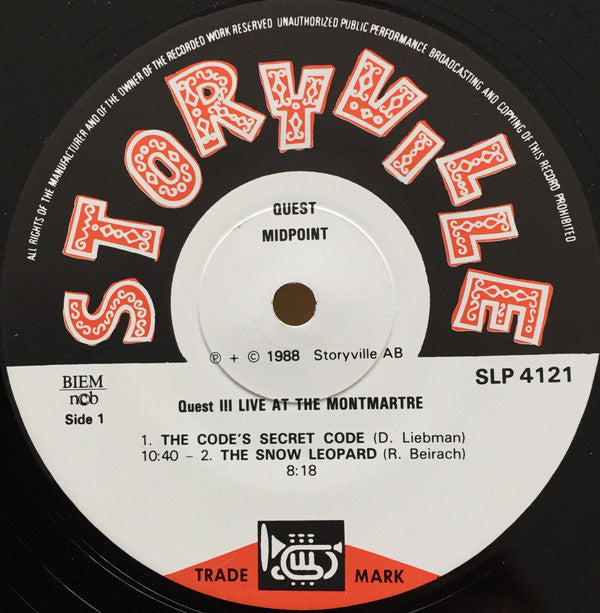 ALL RIGHTS OF THE MANUFACTURER AND OF THE OWNER OF THE RECORDED WORK RESERVED UNAUTHORIZED PUBLIC PERFORMANCE BROADCASTING AND COPYING OF THIS RECORD PROHIBITED
STORYVILLE
QUEST
MIDPOINT
℗ + © 1988 Storyville AB
BIEM
ncb
Side 1
SLP 4121
Quest III LIVE AT THE MONTMARTRE
1. THE CODE'S SECRET CODE (D. Liebman)
10:40 – 2. THE SNOW LEOPARD (R. Beirach)
8:18
TRADE MARK